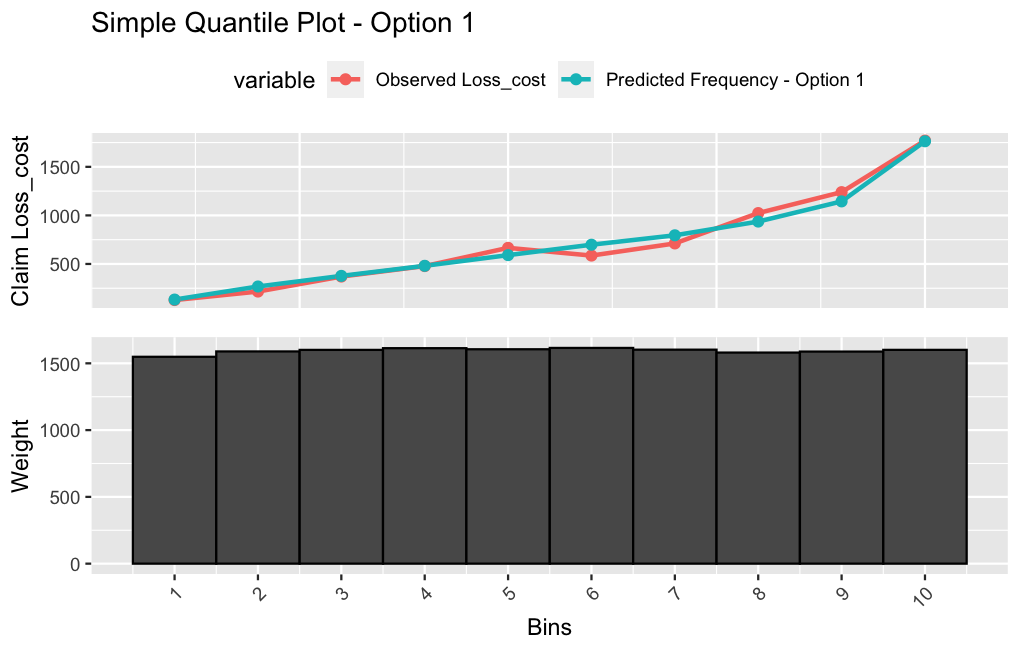 Simple Quantile Plot - Option 1
variable Observed Loss_cost Predicted Frequency - Option 1
Claim Loss_cost
1500
1000
500
Weight
1500
1000
500
0
1 2 3 4 5 6 7 8 9 10
Bins